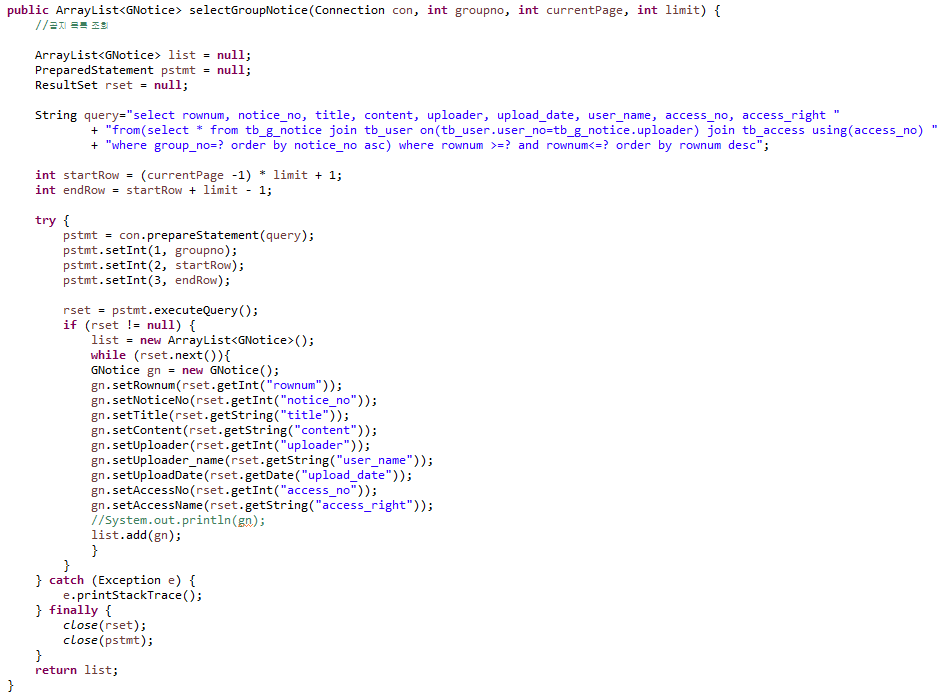 public ArrayList<GNotice> selectGroupNotice(Connection con, int groupno, int currentPage, int limit) {
//공지 목록 조회
ArrayList<GNotice> list = null;
PreparedStatement pstmt = null;
ResultSet rset = null;
String query="select rownum, notice_no, title, content, uploader, upload_date, user_name, access_no, access_right "
+ "from(select * from tb_g_notice join tb_user on(tb_user.user_no=tb_g_notice.uploader) join tb_access using(access_no) "
+ "where group_no=? order by notice_no asc) where rownum >=? and rownum<=? order by rownum desc";
int startRow = (currentPage -1) * limit + 1;
int endRow = startRow + limit - 1;
try {
pstmt = con.prepareStatement(query);
pstmt.setInt(1, groupno);
pstmt.setInt(2, startRow);
pstmt.setInt(3, endRow);
rset = pstmt.executeQuery();
if (rset != null) {
list = new ArrayList<GNotice>();
while (rset.next()){
GNotice gn = new GNotice();
gn.setRownum(rset.getInt("rownum"));
gn.setNoticeNo(rset.getInt("notice_no"));
gn.setTitle(rset.getString("title"));
gn.setContent(rset.getString("content"));
gn.setUploader(rset.getInt("uploader"));
gn.setUploader_name(rset.getString("user_name"));
gn.setUploadDate(rset.getDate("upload_date"));
gn.setAccessNo(rset.getInt("access_no"));
gn.setAccessName(rset.getString("access_right"));
//System.out.println(gn);
list.add(gn);
}
}
} catch (Exception e) {
e.printStackTrace();
} finally {
close(rset);
close(pstmt);
}
return list;
}